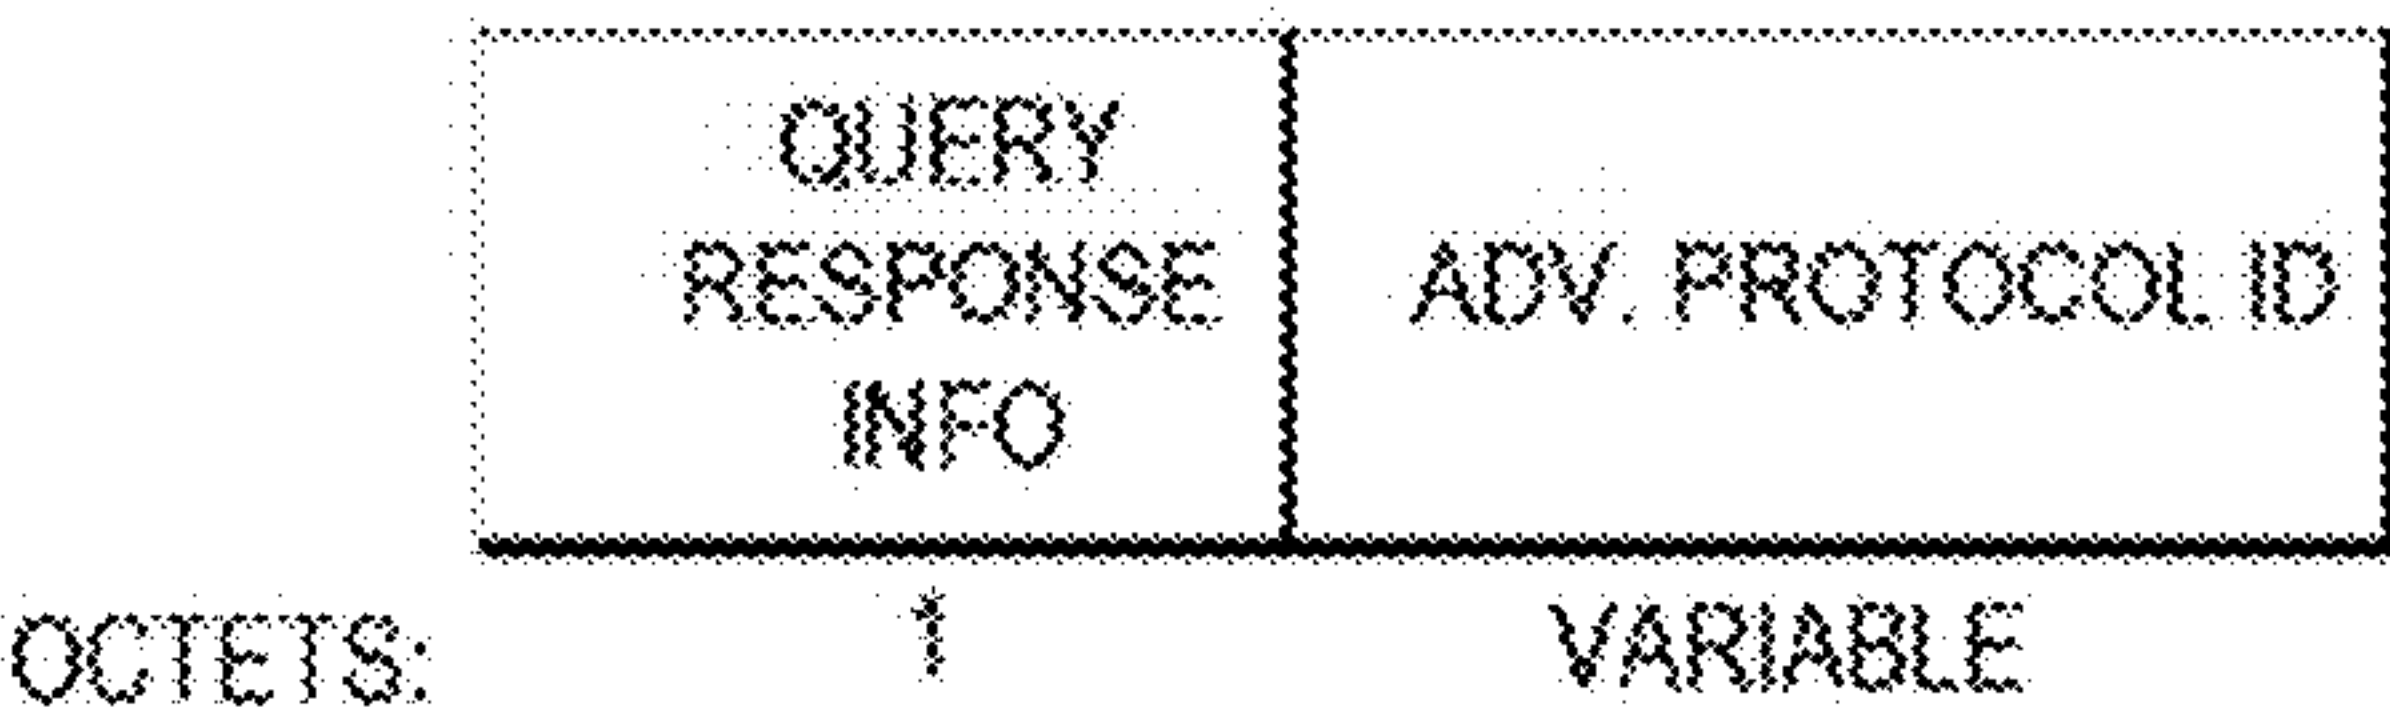 QUERY
RESPONSE
INFO
ADV. PROTOCOL ID
OCTETS: 1 VARIABLE